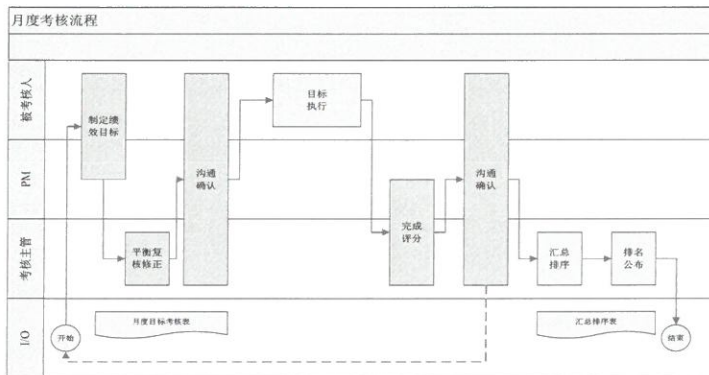 月度考核流程
被考核人
制定绩
效目标
目标
执行
PM
沟通
确认
沟通
确认
完成
评分
考核主管
平衡复
核修正
汇总
排序
排名
公布
I/O
开始
月度目标考核表
汇总排序表
结束